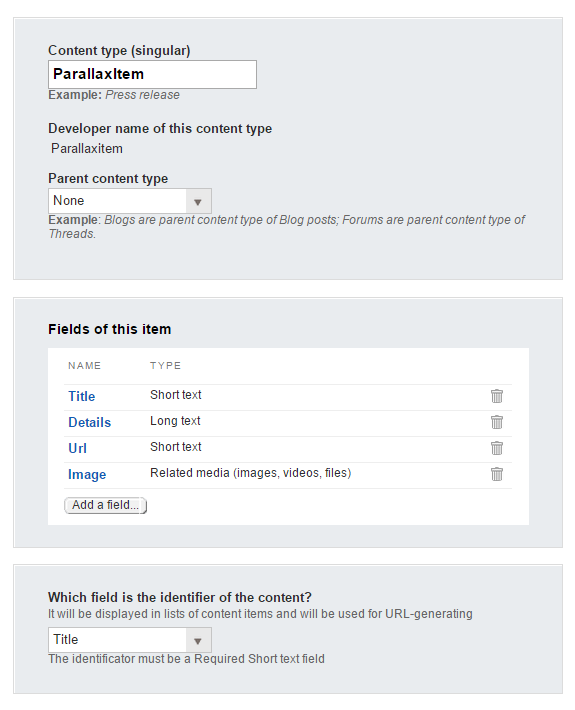 Content type (singular)
ParallaxItem
Example: Press release
Developer name of this content type
Parallaxitem
Parent content type
None
Example: Blogs are parent content type of Blog posts; Forums are parent content type of
Threads.
Fields of this item
NAME TYPE
Title Short text
Details Long text
Url Short text
Image Related media (images, videos, files)
Add a field...
Which field is the identifier of the content?
It will be displayed in lists of content items and will be used for URL-generating
Title
The identificator must be a Required Short text field